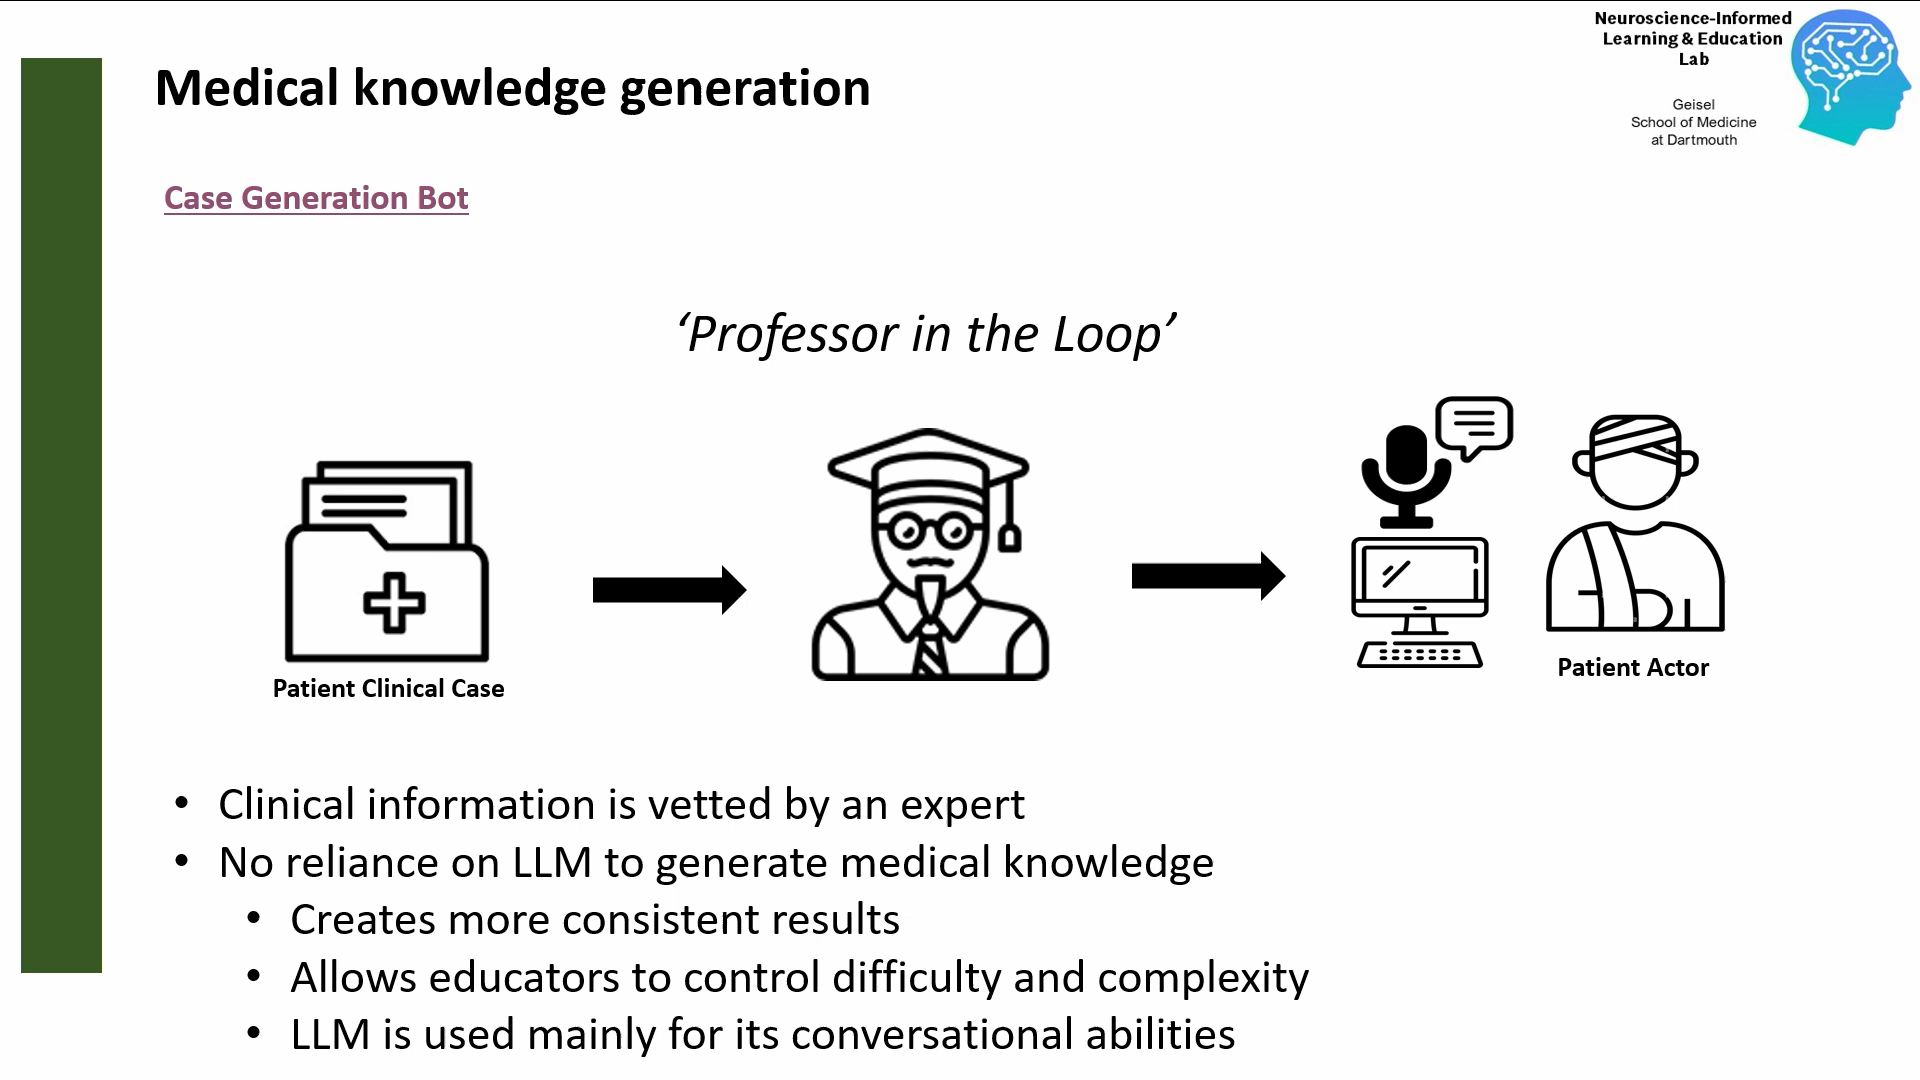 Neuroscience-Informed
Learning & Education
Lab
Geisel
School of Medicine
at Dartmouth
Medical knowledge generation
Case Generation Bot
‘Professor in the Loop’
Patient Clinical Case
Patient Actor
• Clinical information is vetted by an expert
• No reliance on LLM to generate medical knowledge
• Creates more consistent results
• Allows educators to control difficulty and complexity
• LLM is used mainly for its conversational abilities